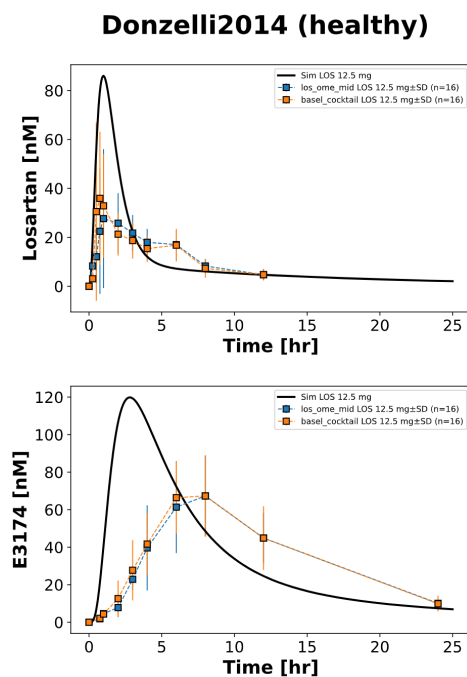 Donzelli2014 (healthy)
Sim LOS 12.5 mg
los_ome_mid LOS 12.5 mg±SD (n=16)
basel_cocktail LOS 12.5 mg±SD (n=16)
Losartan [nM]
80
60
40
20
0
0 5 10 15 20 25
Time [hr]
Sim LOS 12.5 mg
los_ome_mid LOS 12.5 mg±SD (n=16)
basel_cocktail LOS 12.5 mg±SD (n=16)
E3174 [nM]
120
100
80
60
40
20
0
0 5 10 15 20 25
Time [hr]